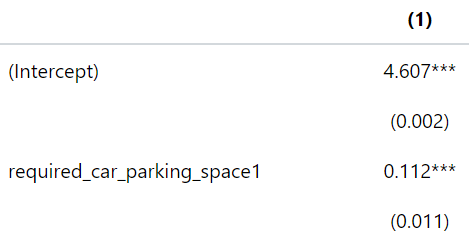 (1)
(Intercept) 4.607***
(0.002)
required_car_parking_space1 0.112***
(0.011)